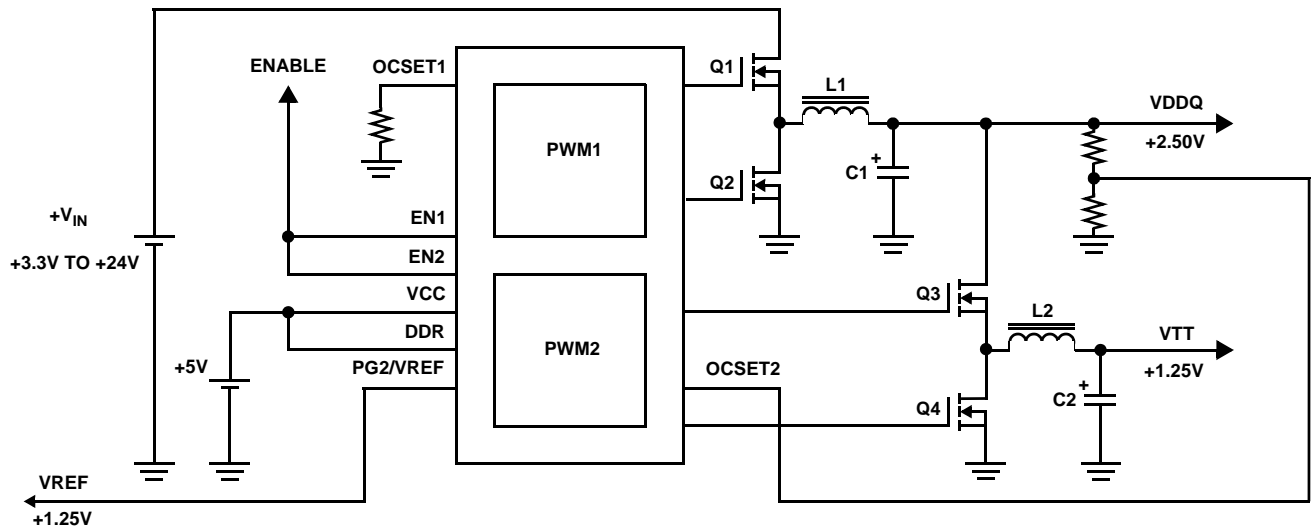 ENABLE
OCSET1
Q1
L1
VDDQ
+2.50V
PWM1
Q2
C1
+
+VIN
+3.3V TO +24V
EN1
EN2
VCC
DDR
PG2/VREF
+5V
PWM2
OCSET2
Q3
L2
VTT
+1.25V
Q4
C2
+
VREF
+1.25V